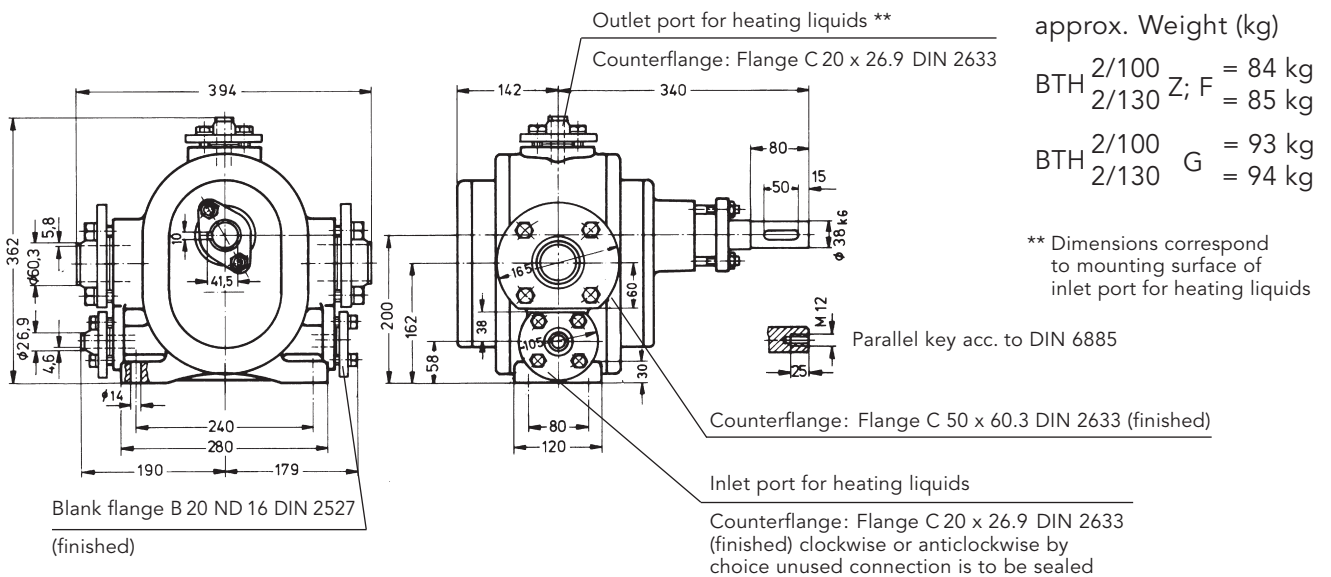 Outlet port for heating liquids **
Counterflange: Flange C 20 x 26.9 DIN 2633
approx. Weight (kg)
BTH 2/100 2/130 Z; F = 84 kg = 85 kg
BTH 2/100 2/130 G = 93 kg = 94 kg
** Dimensions correspond
to mounting surface of
inlet port for heating liquids
394
362
5,8
ϕ60,3
ϕ26,9
4,6
10
41,5
ϕ14
240
280
190
179
Blank flange B 20 ND 16 DIN 2527
(finished)
142
340
80
50
15
ϕ 38 k6
165
200
162
60
38
105
58
30
80
120
M 12
25
Parallel key acc. to DIN 6885
Counterflange: Flange C 50 x 60.3 DIN 2633 (finished)
Inlet port for heating liquids
Counterflange: Flange C 20 x 26.9 DIN 2633
(finished) clockwise or anticlockwise by
choice unused connection is to be sealed